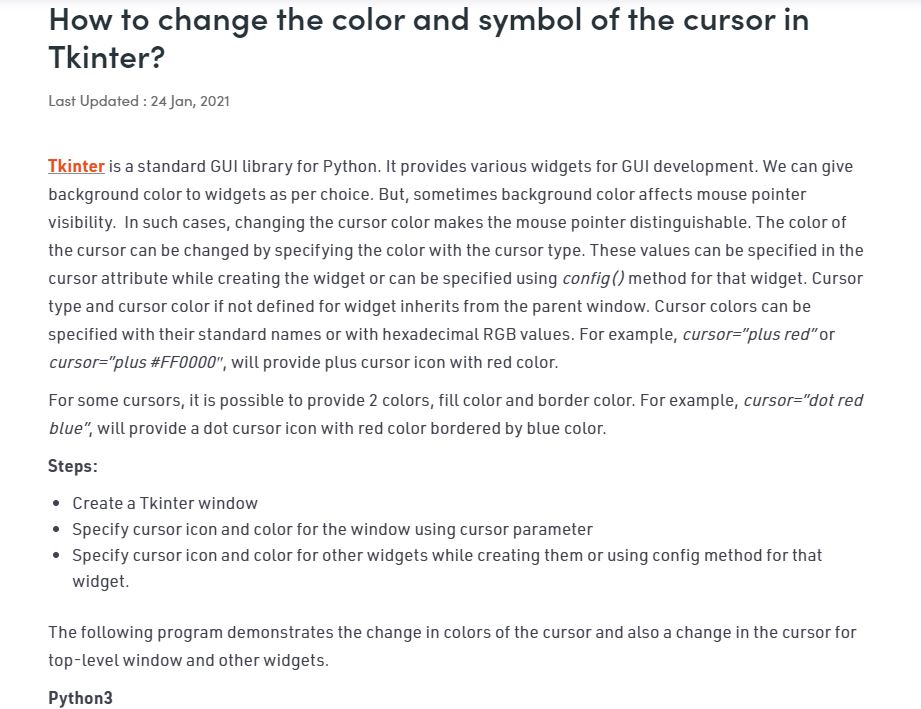 How to change the color and symbol of the cursor in
Tkinter?
Last Updated : 24 Jan, 2021
Tkinter is a standard GUI library for Python. It provides various widgets for GUI development. We can give
background color to widgets as per choice. But, sometimes background color affects mouse pointer
visibility.  In such cases, changing the cursor color makes the mouse pointer distinguishable. The color of
the cursor can be changed by specifying the color with the cursor type. These values can be specified in the
cursor attribute while creating the widget or can be specified using config() method for that widget. Cursor
type and cursor color if not defined for widget inherits from the parent window. Cursor colors can be
specified with their standard names or with hexadecimal RGB values. For example, cursor=”plus red” or
cursor=”plus #FF0000″, will provide plus cursor icon with red color.
For some cursors, it is possible to provide 2 colors, fill color and border color. For example, cursor=”dot red
blue”, will provide a dot cursor icon with red color bordered by blue color.
Steps:
• Create a Tkinter window
• Specify cursor icon and color for the window using cursor parameter
• Specify cursor icon and color for other widgets while creating them or using config method for that
widget.
The following program demonstrates the change in colors of the cursor and also a change in the cursor for
top-level window and other widgets.
Python3